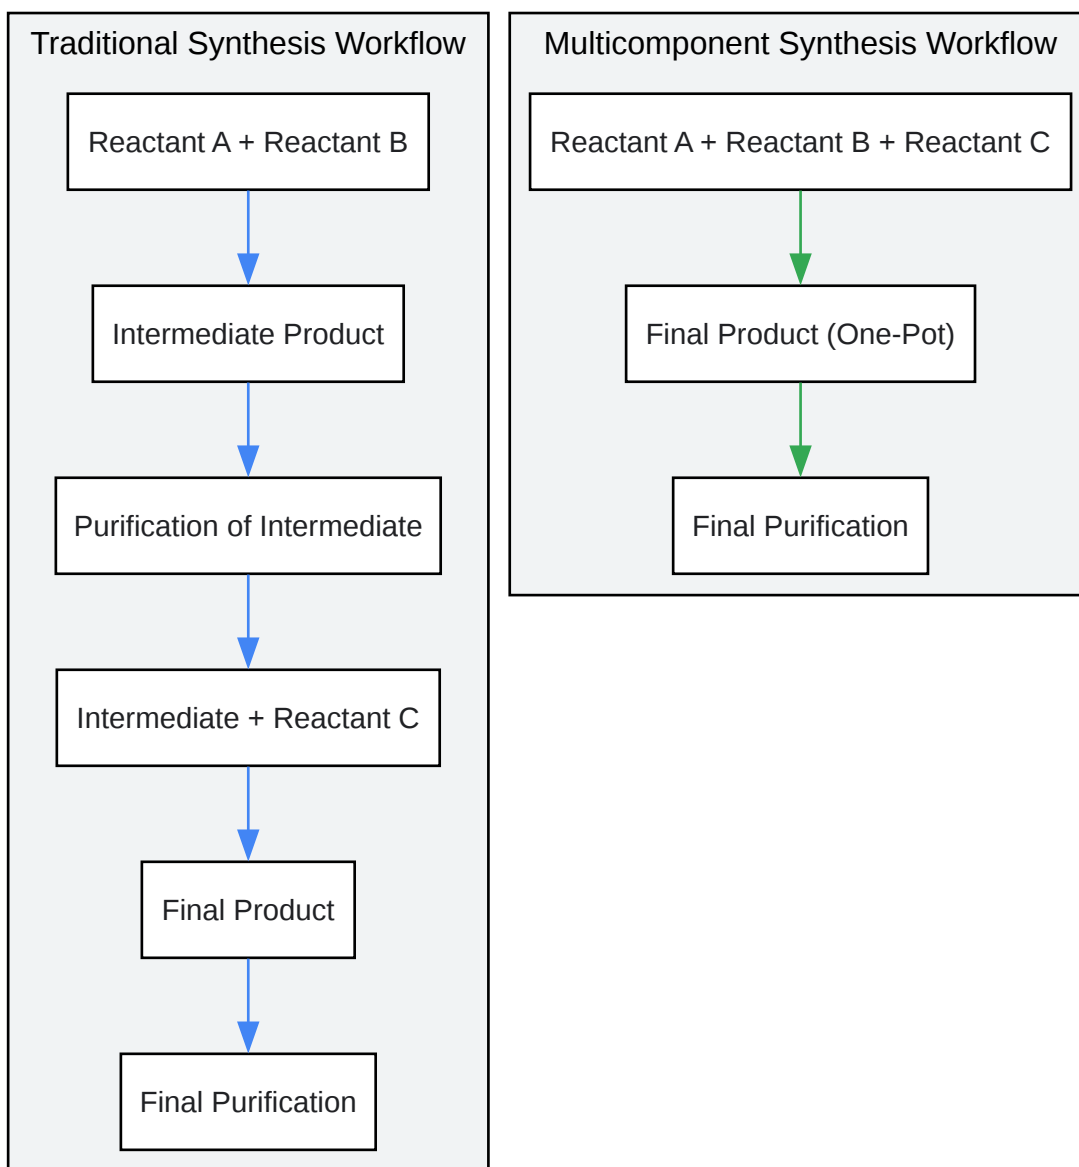 Traditional Synthesis Workflow
Reactant A + Reactant B
Intermediate Product
Purification of Intermediate
Intermediate + Reactant C
Final Product
Final Purification
Multicomponent Synthesis Workflow
Reactant A + Reactant B + Reactant C
Final Product (One-Pot)
Final Purification